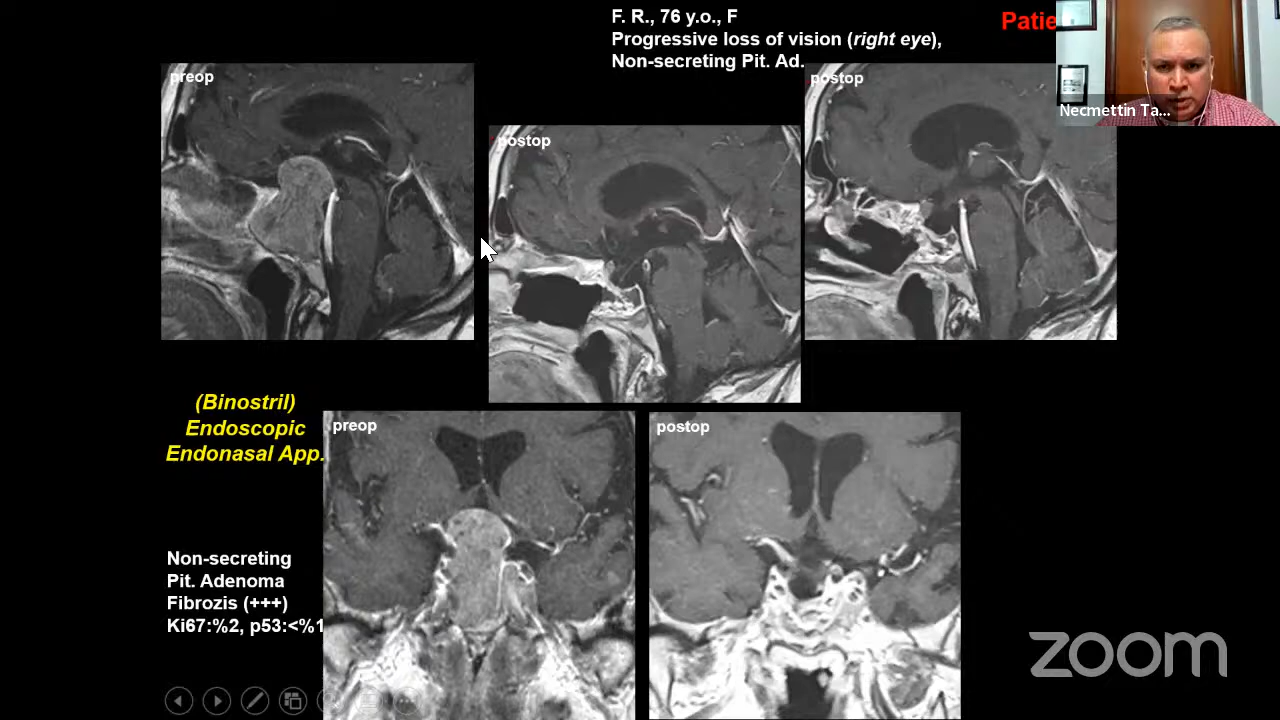 F. R., 76 y.o., F
Progressive loss of vision (right eye),
Non-secreting Pit. Ad.
Patie
Necmettin Ta...
preop
postop
postop
(Binostril)
Endoscopic
Endonasal App.
preop
postop
Non-secreting
Pit. Adenoma
Fibrozis (+++)
Ki67:%2, p53:<%1
zoom